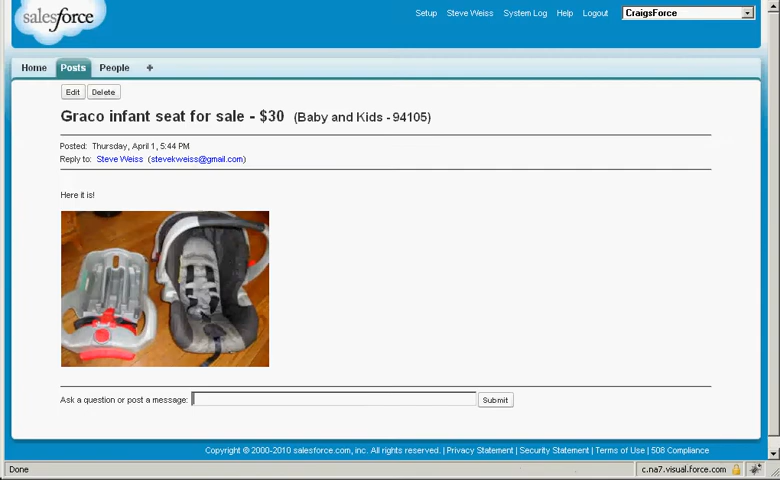 salesforce
Setup Steve Weiss System Log Help Logout CraigsForce
Home Posts People +
Edit Delete
Graco infant seat for sale - $30 (Baby and Kids - 94105)
Posted: Thursday, April 1, 5:44 PM
Reply to: Steve Weiss (stevekweiss@gmail.com)
Here it is!
Ask a question or post a message: Submit
Copyright © 2000-2010 salesforce.com, inc. All rights reserved. | Privacy Statement | Security Statement | Terms of Use | 508 Compliance
Done c.na7.visual.force.com